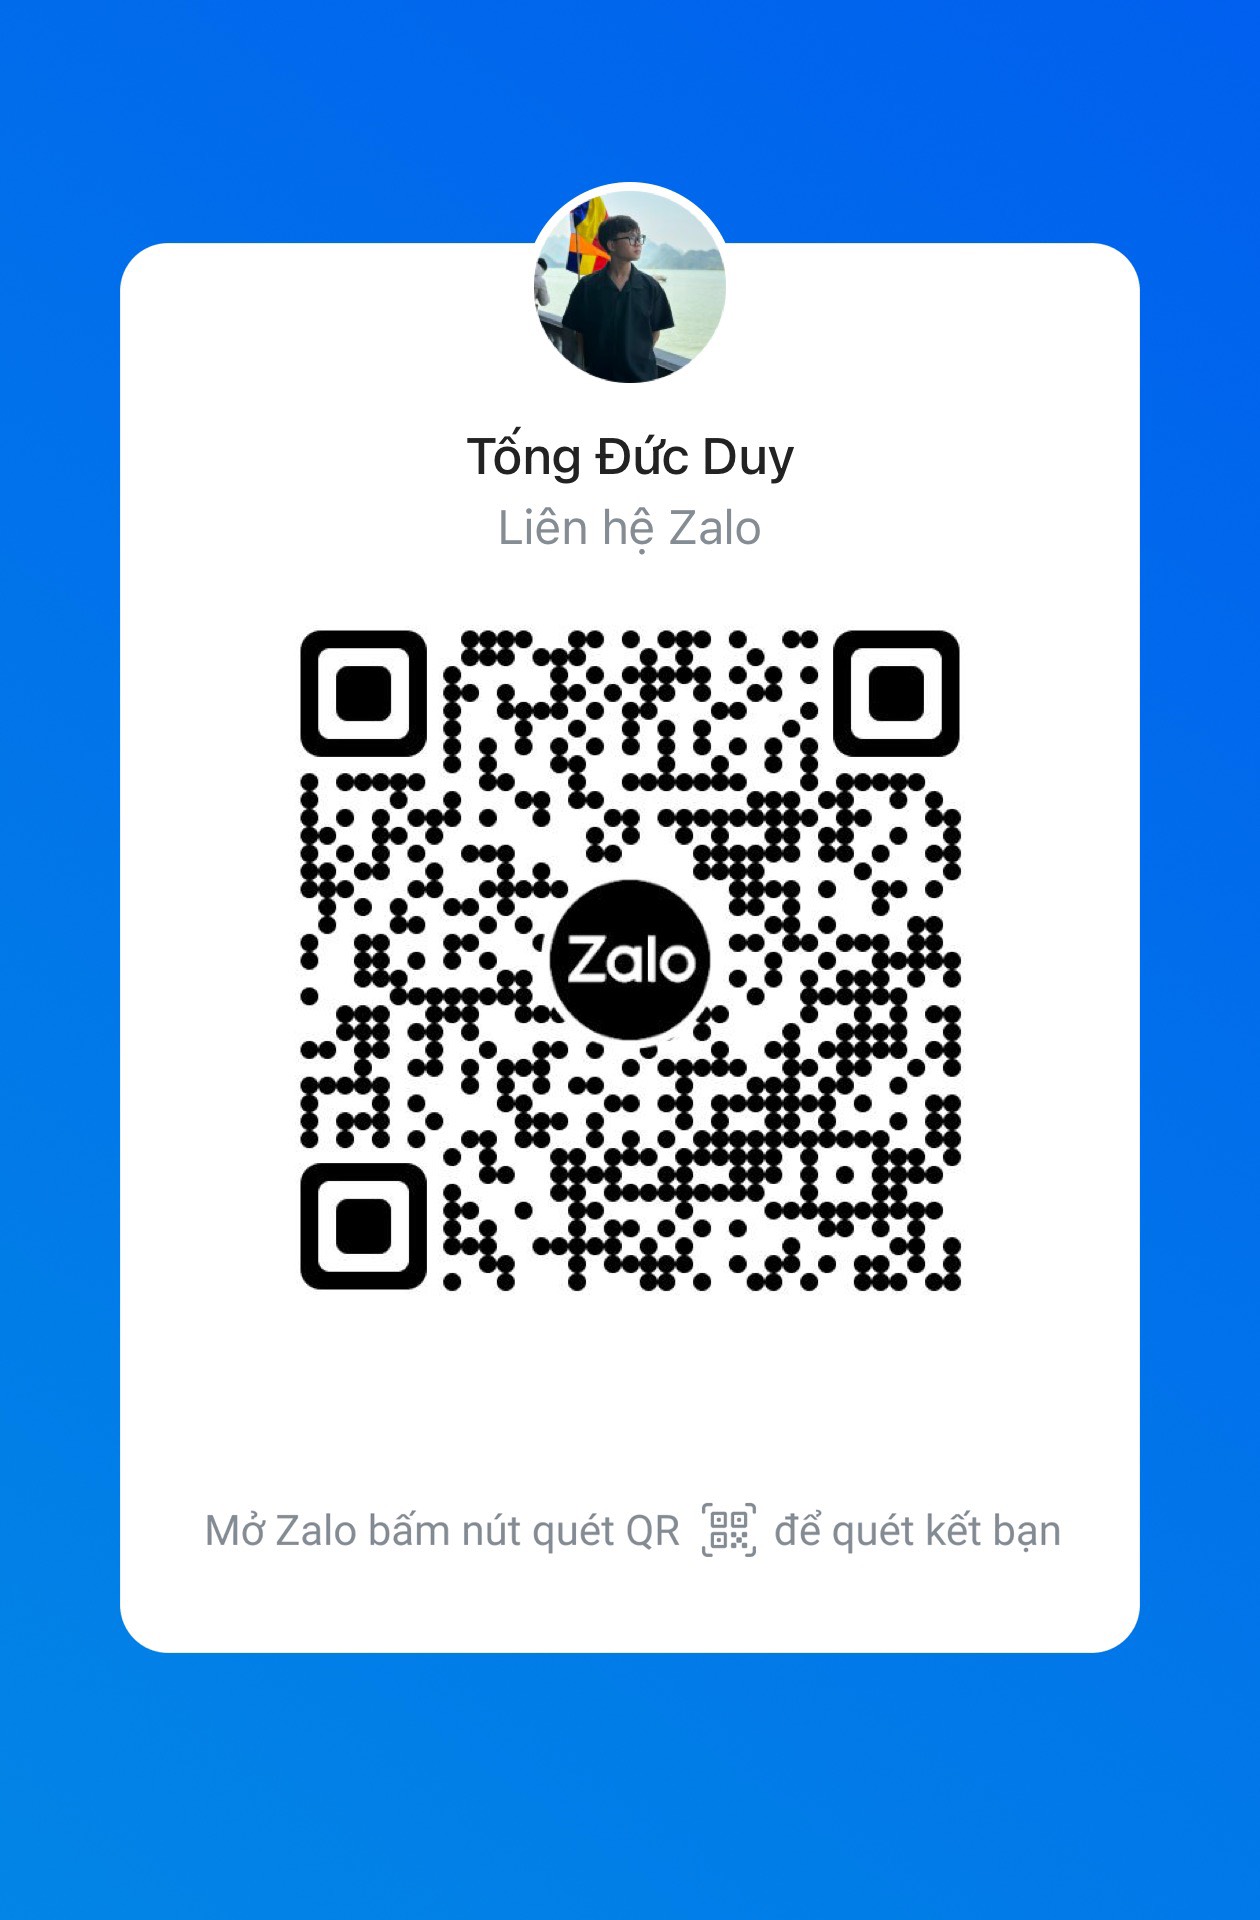 Tống Đức Duy
Liên hệ Zalo
Zalo
Mở Zalo bấm nút quét QR để quét kết bạn